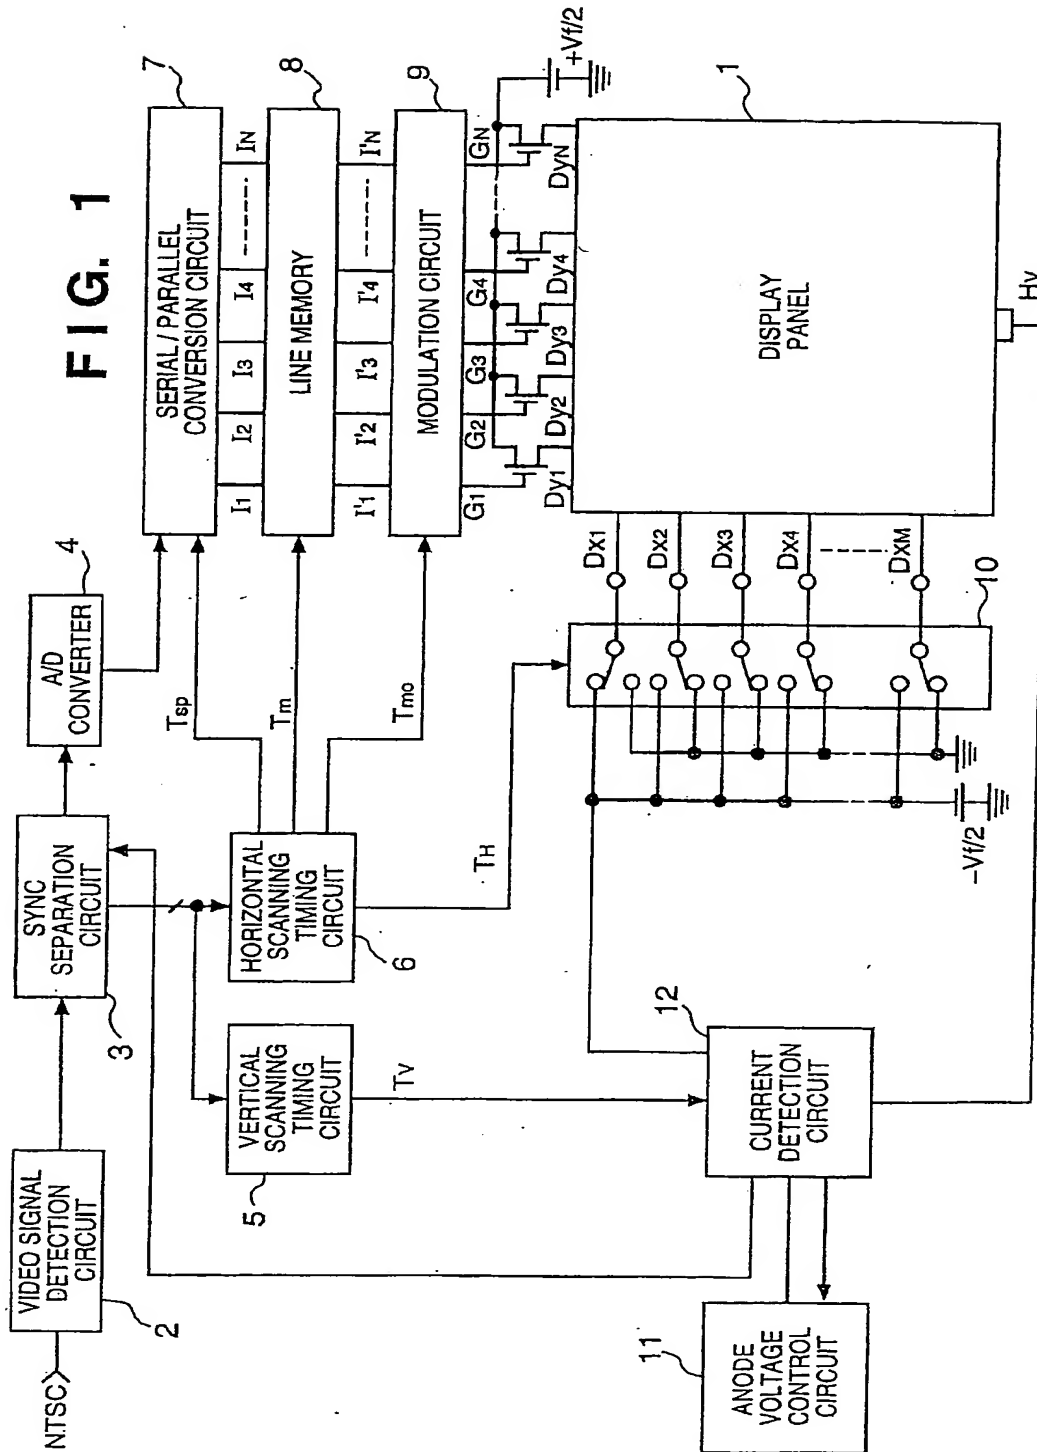 FIG. 1
N.TSC
VIDEO SIGNAL
DETECTION
CIRCUIT
2
SYNC
SEPARATION
CIRCUIT
3
A/D
CONVERTER
4
VERTICAL
SCANNING
TIMING
CIRCUIT
5
HORIZONTAL
SCANNING
TIMING
CIRCUIT
6
Tsp
Tm
Tmo
TH
TV
SERIAL / PARALLEL
CONVERSION CIRCUIT
7
I1 I2 I3 I4 IN
LINE MEMORY
8
I'1 I'2 I'3 I'4 I'N
MODULATION CIRCUIT
9
G1 G2 G3 G4 GN
+Vf/2
Dy1 Dy2 Dy3 Dy4 DyN
DISPLAY
PANEL
1
Hv
Dx1
Dx2
Dx3
Dx4
DxM
10
-Vf/2
CURRENT
DETECTION
CIRCUIT
12
ANODE
VOLTAGE
CONTROL
CIRCUIT
11